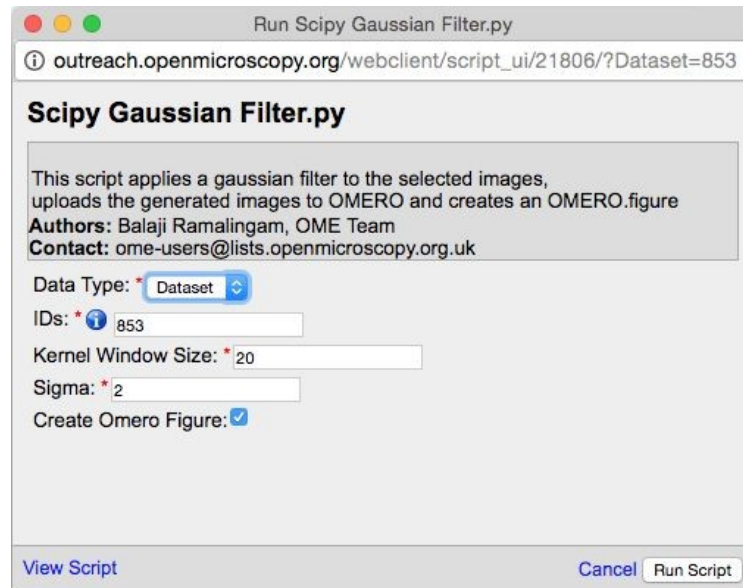 Run Scipy Gaussian Filter.py
outreach.openmicroscopy.org/webclient/script_ui/21806/?Dataset=853
Scipy Gaussian Filter.py
This script applies a gaussian filter to the selected images,
uploads the generated images to OMERO and creates an OMERO.figure
Authors: Balaji Ramalingam, OME Team
Contact: ome-users@lists.openmicroscopy.org.uk
Data Type: * Dataset
IDs: * 853
Kernel Window Size: * 20
Sigma: * 2
Create Omero Figure:
View Script Cancel Run Script